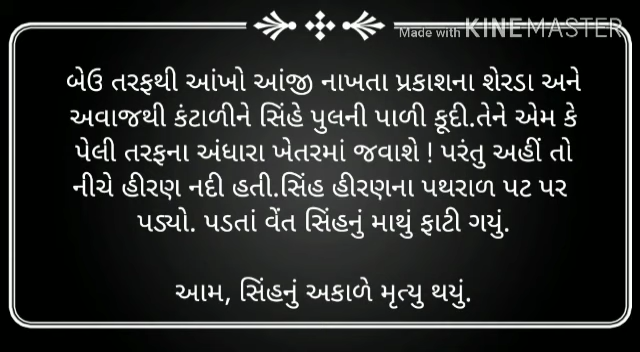 Made with KINEMASTER
બેઉ તરફથી આંખો આંજી નાખતા પ્રકાશના શેરડા અને
અવાજથી કંટાળીને સિંહે પુલની પાળી કૂદી.તેને એમ કે
પેલી તરફના અંધારા ખેતરમાં જવાશે ! પરંતુ અહીં તો
નીચે હીરણ નદી હતી.સિંહ હીરણના પથરાળ પટ પર
પડ્યો. પડતાં વેંત સિંહનું માથું ફાટી ગયું.
આમ, સિંહનું અકાળે મૃત્યુ થયું.